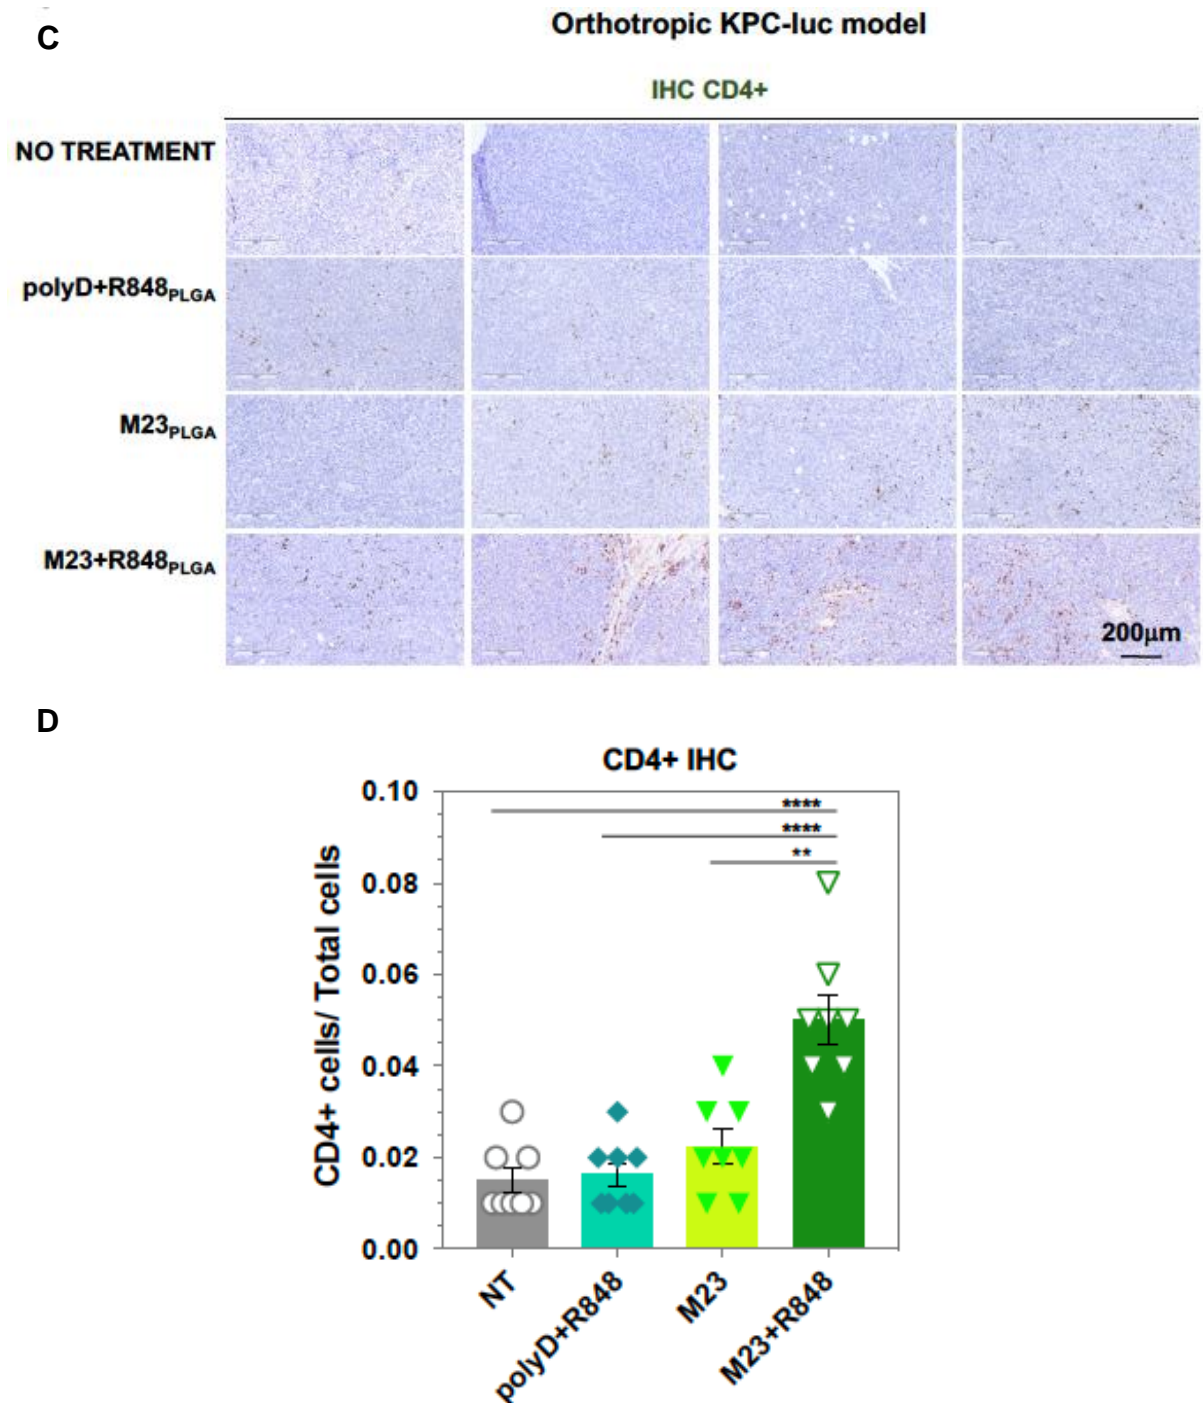 C
Orthotropic KPC-luc model
IHC CD4+
NO TREATMENT
polyD+R848PLGA
M23PLGA
M23+R848PLGA
200μm
D
CD4+ IHC
CD4+ cells/ Total cells
0.10
0.08
0.06
0.04
0.02
0.00
****
****
**
NT
polyD+R848
M23
M23+R848